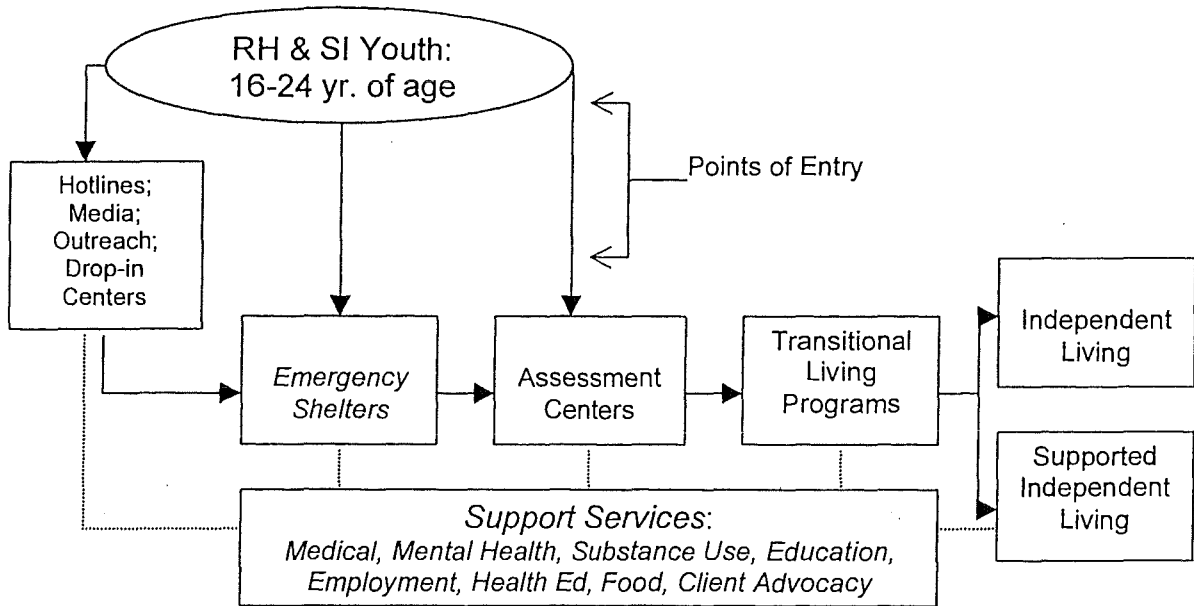 RH & SI Youth:
16-24 yr. of age
Points of Entry
Hotlines;
Media;
Outreach;
Drop-in
Centers
Emergency
Shelters
Assessment
Centers
Transitional
Living
Programs
Independent
Living
Supported
Independent
Living
Support Services:
Medical, Mental Health, Substance Use, Education,
Employment, Health Ed, Food, Client Advocacy